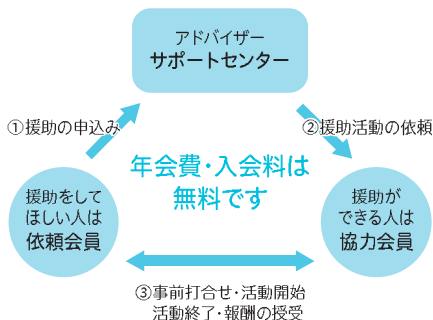 アドバイザー
サポートセンター
①援助の申込み
②援助活動の依頼
年会費・入会料は
無料です
援助をして
ほしい人は
依頼会員
援助が
できる人は
協力会員
③事前打合せ・活動開始
活動終了・報酬の授受